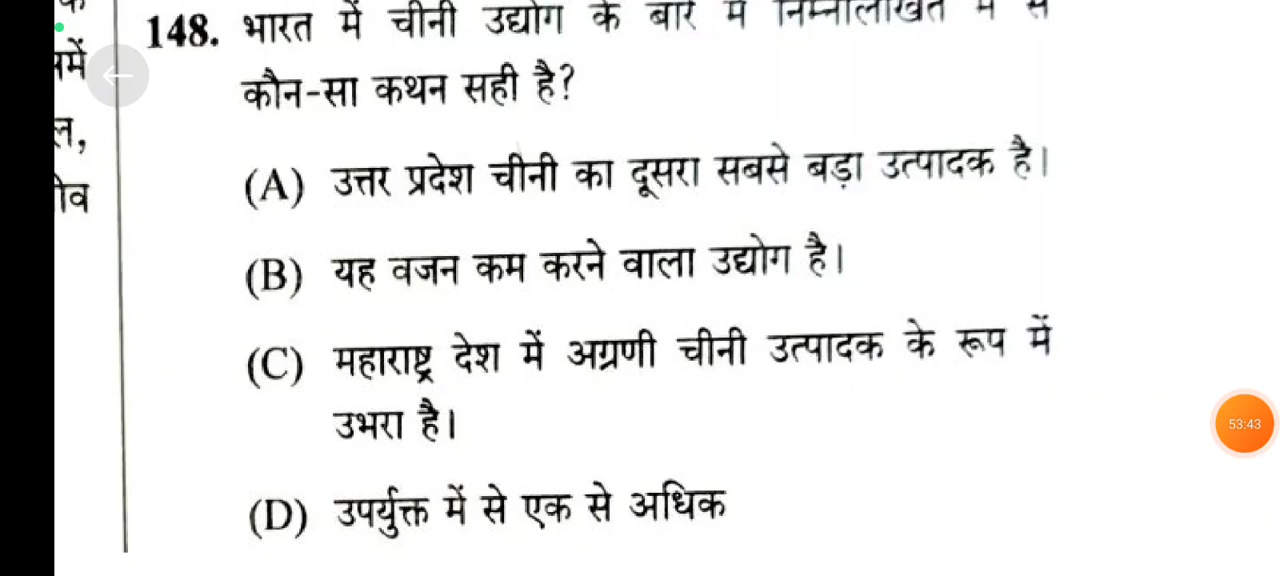 148. भारत में चीनी उद्योग के बारे में निम्नलिखित में से
में
कौन-सा कथन सही है?
ल,
(A) उत्तर प्रदेश चीनी का दूसरा सबसे बड़ा उत्पादक है।
(B) यह वजन कम करने वाला उद्योग है।
(C) महाराष्ट्र देश में अग्रणी चीनी उत्पादक के रूप में
उभरा है।
53:43
(D) उपर्युक्त में से एक से अधिक